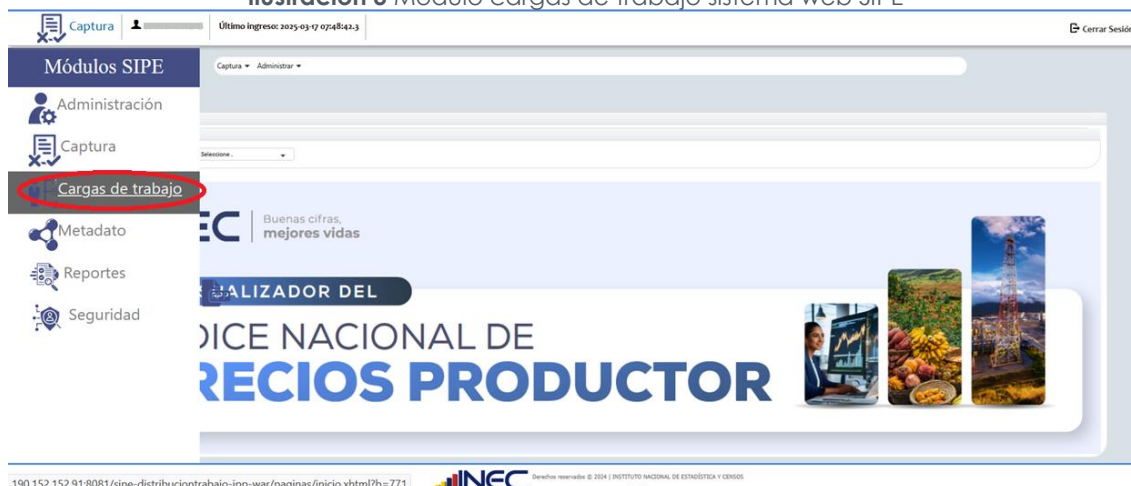 Ilustración 8 Módulo cargas de trabajo sistema web SIPE
Captura
Último ingreso: 2025-03-17 07:48:42.3
Cerrar Sesión
Módulos SIPE
Captura Administrar
Administración
Captura
Seleccione .
Cargas de trabajo
Metadato
Reportes
Seguridad
EC
Buenas cifras,
mejores vidas
UALIZADOR DEL
DICE NACIONAL DE
RECIOS PRODUCTOR
190.152.152.91:8081/sipe-distribuciontrabajo-ipp-war/paginas/inicio.xhtml?h=771
INEC
Derechos reservados © 2024 | INSTITUTO NACIONAL DE ESTADÍSTICA Y CENSOS